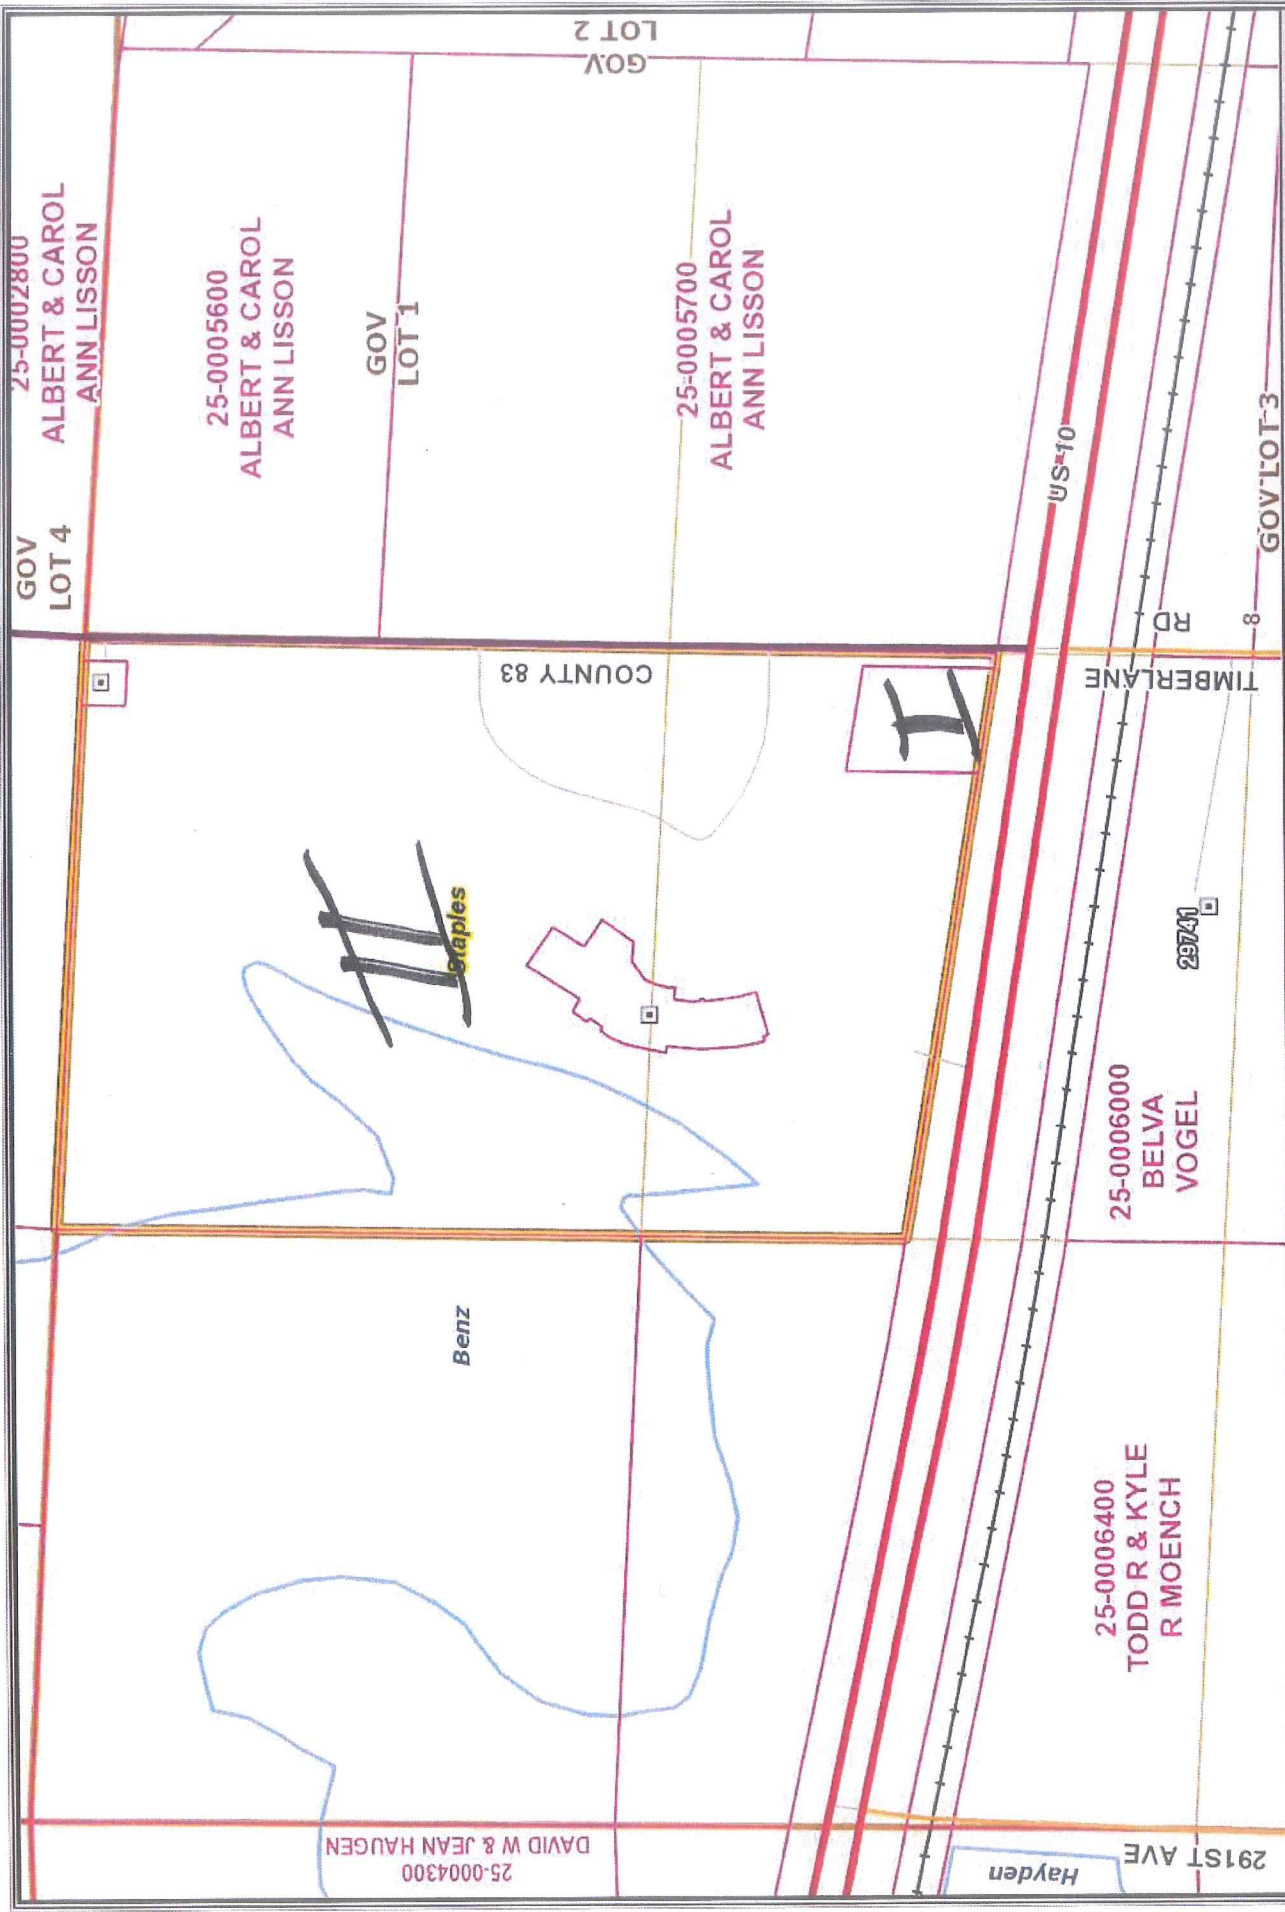 GOV
LOT 4
25-0002800
ALBERT & CAROL
ANN LISSON
25-0005600
ALBERT & CAROL
ANN LISSON
GOV
LOT 1
25-0005700
ALBERT & CAROL
ANN LISSON
GOV
LOT 2
II
Staples
COUNTY 83
I
US 10
TIMBERLANE
RD
8
GOV LOT 3
29741
25-0006000
BELVA
VOGEL
Benz
25-0006400
TODD R & KYLE
R MOENCH
25-0004300
DAVID W & JEAN HAUGEN
Hayden
291ST AVE